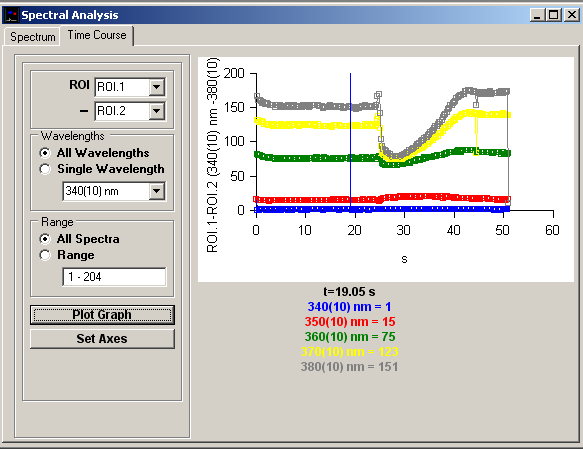 Spectral Analysis
Spectrum
Time Course
ROI
ROI.1
–
ROI.2
Wavelengths
All Wavelengths
Single Wavelength
340(10) nm
Range
All Spectra
Range
1 - 204
Plot Graph
Set Axes
ROI.1-ROI.2 (340(10) nm -380(10)
200
150
100
50
0
0
10
20
30
40
50
60
s
t=19.05 s
340(10) nm = 1
350(10) nm = 15
360(10) nm = 75
370(10) nm = 123
380(10) nm = 151